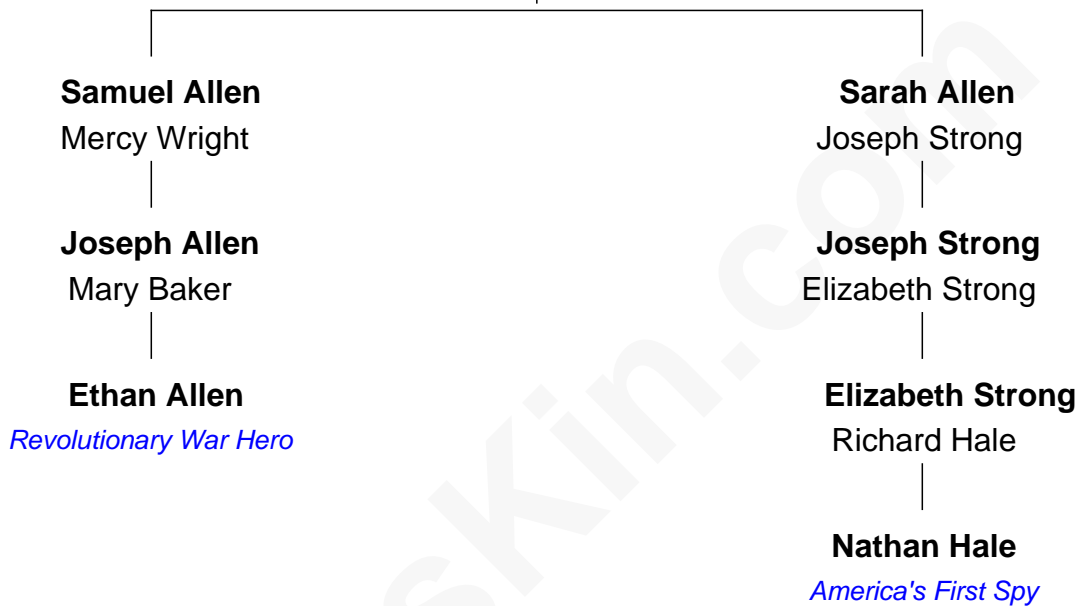 Samuel Allen
Mercy Wright
Sarah Allen
Joseph Strong
Joseph Allen
Mary Baker
Joseph Strong
Elizabeth Strong
Ethan Allen
Revolutionary War Hero
Elizabeth Strong
Richard Hale
Nathan Hale
America's First Spy